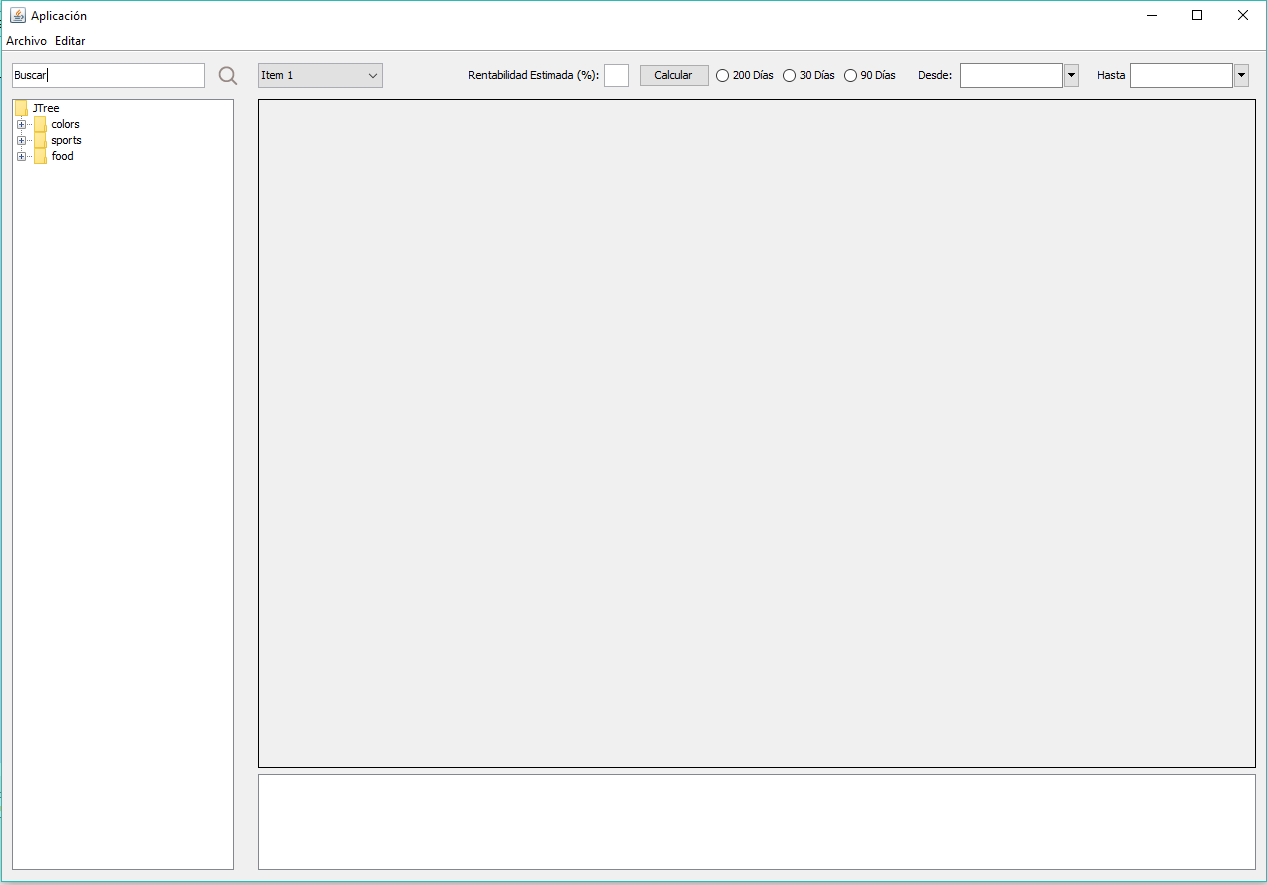 Aplicación
Archivo Editar
Buscar Item 1 Rentabilidad Estimada (%): Calcular 200 Días 30 Días 90 Días Desde: Hasta
JTree
colors
sports
food